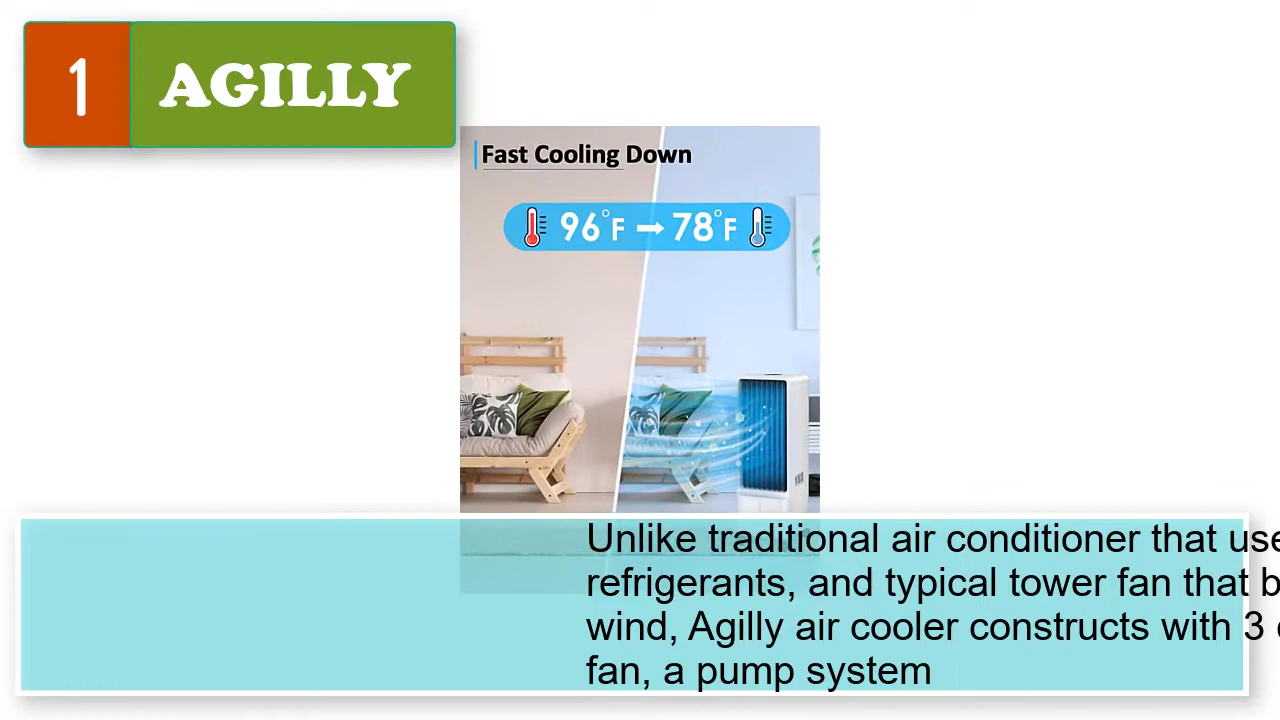 1 AGILLY
Fast Cooling Down
96°F → 78°F
Unlike traditional air conditioner that use
refrigerants, and typical tower fan that b
wind, Agilly air cooler constructs with 3
fan, a pump system